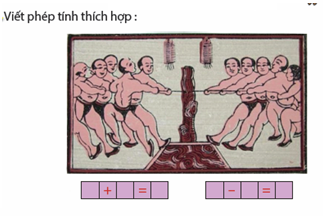 Viết phép tính thích hợp :
+ =
- =